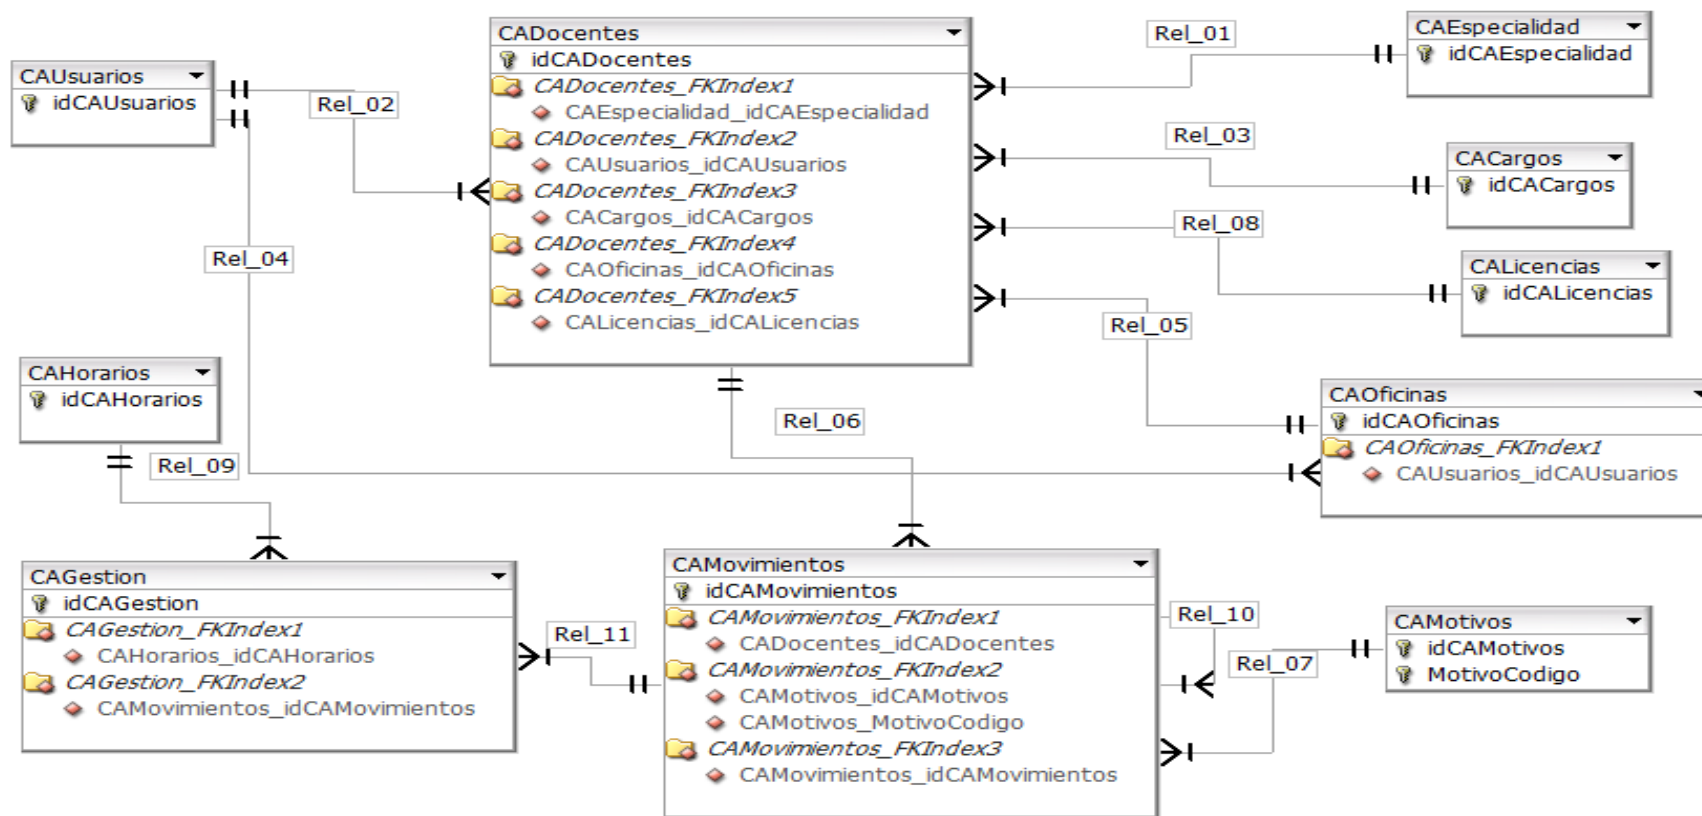 CAUsuarios
idCAUsuarios
Rel_02
Rel_04
CADocentes
idCADocentes
CADocentes_FKIndex1
CAEspecialidad_idCAEspecialidad
CADocentes_FKIndex2
CAUsuarios_idCAUsuarios
CADocentes_FKIndex3
CACargos_idCACargos
CADocentes_FKIndex4
CAOficinas_idCAOficinas
CADocentes_FKIndex5
CALicencias_idCALicencias
Rel_01
CAEspecialidad
idCAEspecialidad
Rel_03
CACargos
idCACargos
Rel_08
CALicencias
idCALicencias
Rel_05
CAOficinas
idCAOficinas
CAOficinas_FKIndex1
CAUsuarios_idCAUsuarios
CAHorarios
idCAHorarios
Rel_09
Rel_06
CAGestion
idCAGestion
CAGestion_FKIndex1
CAHorarios_idCAHorarios
CAGestion_FKIndex2
CAMovimientos_idCAMovimientos
Rel_11
CAMovimientos
idCAMovimientos
CAMovimientos_FKIndex1
CADocentes_idCADocentes
CAMovimientos_FKIndex2
CAMotivos_idCAMotivos
CAMotivos_MotivoCodigo
CAMovimientos_FKIndex3
CAMovimientos_idCAMovimientos
Rel_10
Rel_07
CAMotivos
idCAMotivos
MotivoCodigo